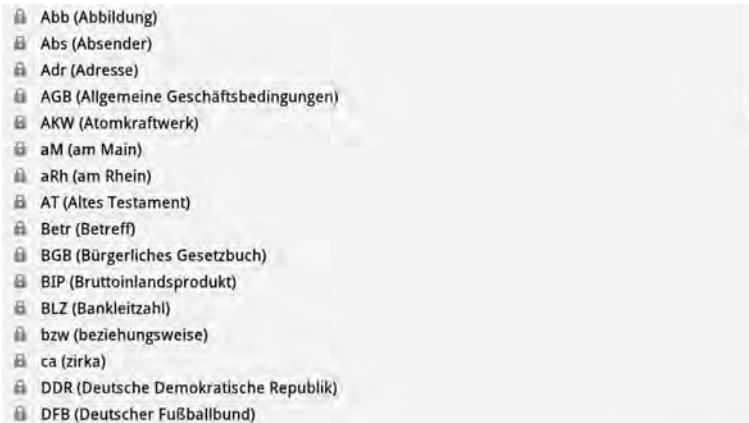 Abb (Abbildung)
Abs (Absender)
Adr (Adresse)
AGB (Allgemeine Geschäftsbedingungen)
AKW (Atomkraftwerk)
aM (am Main)
aRh (am Rhein)
AT (Altes Testament)
Betr (Betreff)
BGB (Bürgerliches Gesetzbuch)
BIP (Bruttoinlandsprodukt)
BLZ (Bankleitzahl)
bzw (beziehungsweise)
ca (zirka)
DDR (Deutsche Demokratische Republik)
DFB (Deutscher Fußballbund)